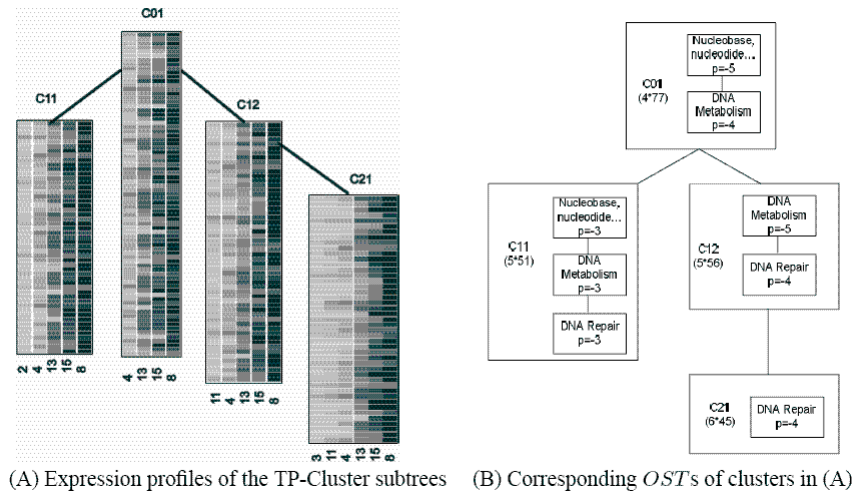 C01
C11
C12
C21
2 4 13 15 8
4 13 15 8
11 4 13 15 8
3 11 4 13 15 8
(A) Expression profiles of the TP-Cluster subtrees
C01
(4*77)
Nucleobase,
nucleodide...
p=-5
DNA
Metabolism
p=-4
C11
(5*51)
Nucleobase,
nucleodide...
p=-3
DNA
Metabolism
p=-3
DNA Repair
p=-3
C12
(5*56)
DNA
Metabolism
p=-5
DNA Repair
p=-4
C21
(6*45)
DNA Repair
p=-4
(B) Corresponding OSTs of clusters in (A)